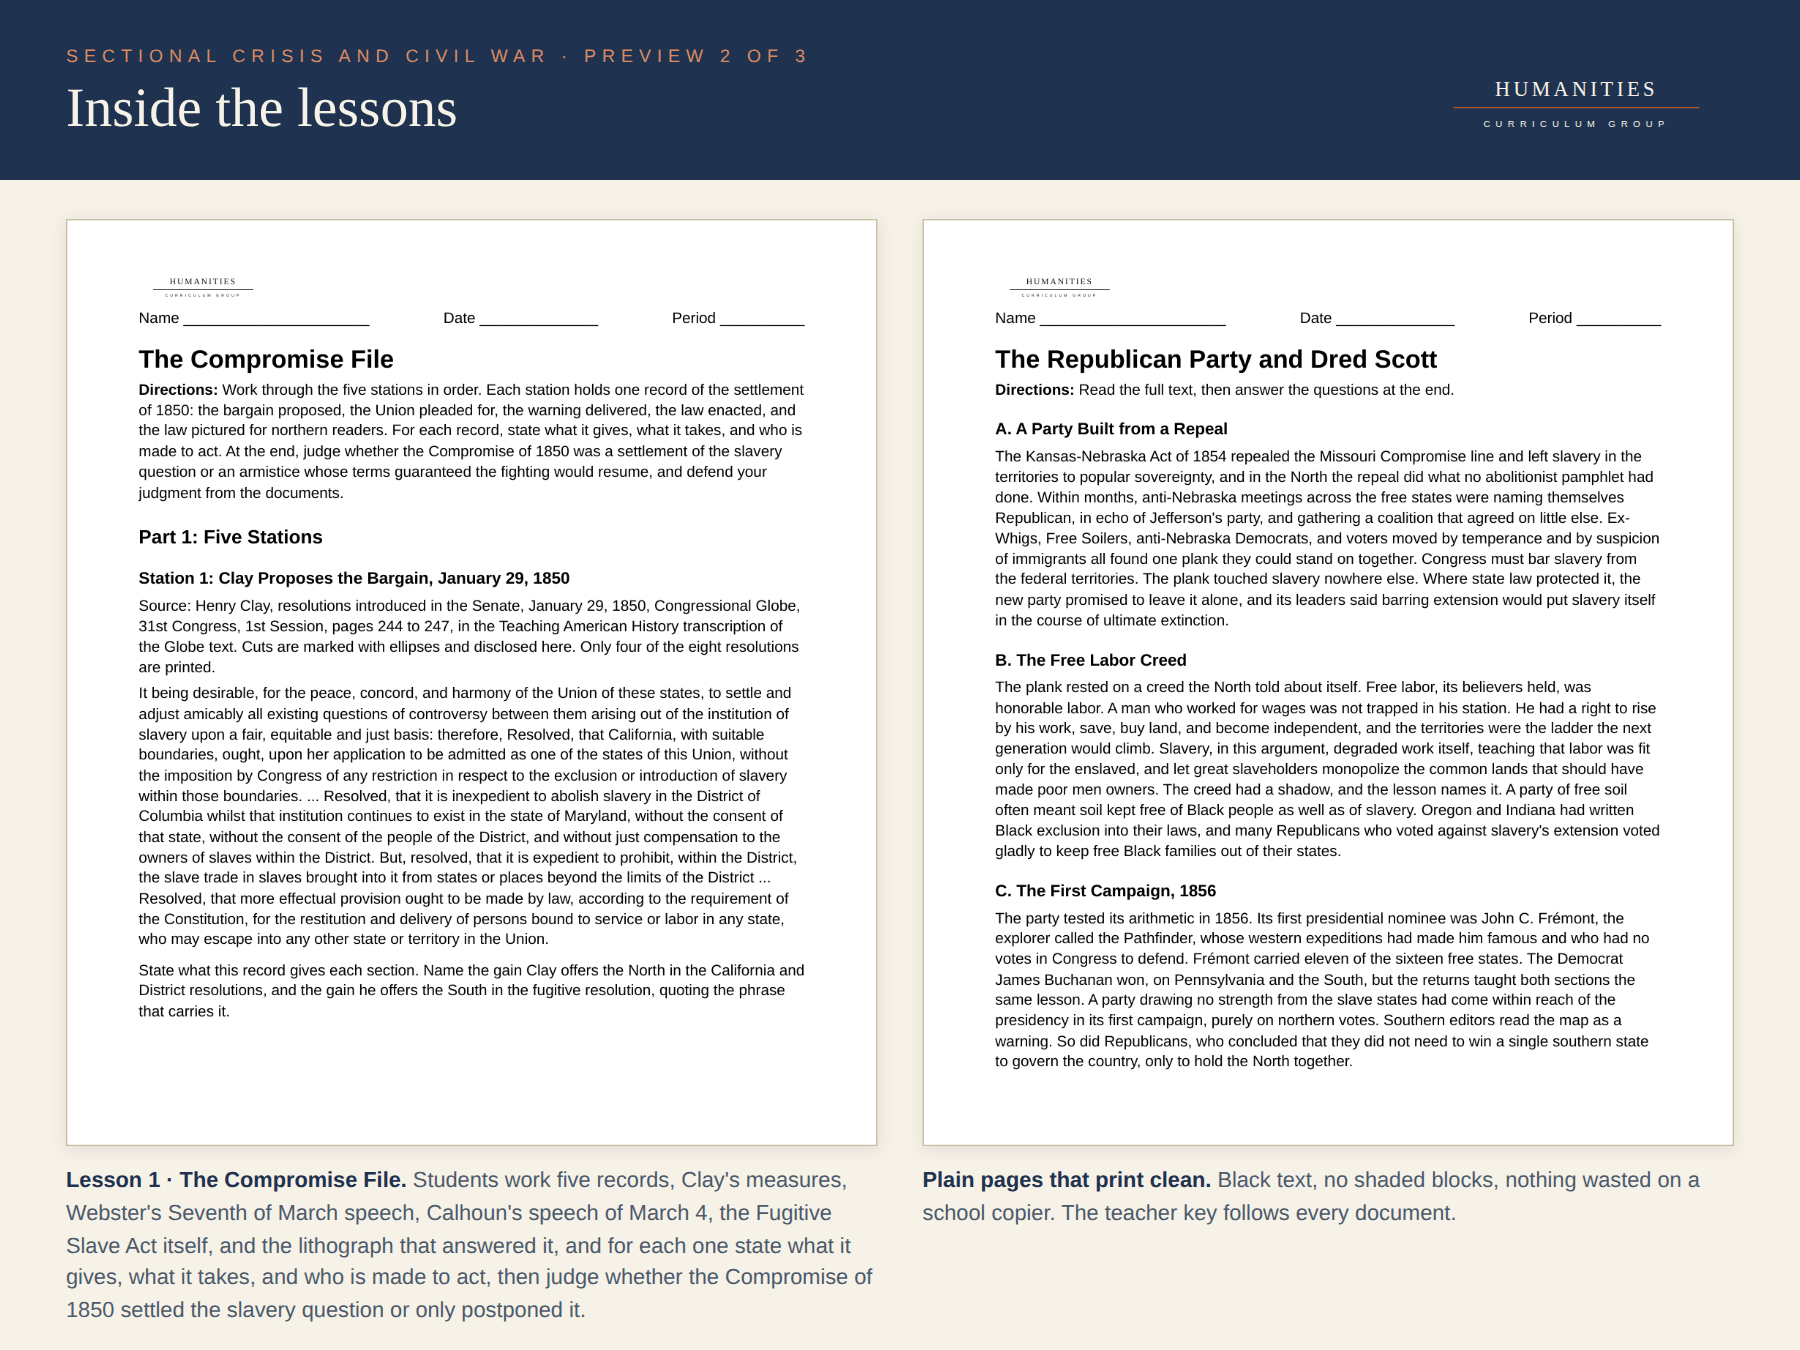 SECTIONAL CRISIS AND CIVIL WAR · PREVIEW 2 OF 3
Inside the lessons
HUMANITIES
CURRICULUM GROUP
HUMANITIES
CURRICULUM GROUP
Name ______________________ Date ______________ Period __________
The Compromise File
Directions: Work through the five stations in order. Each station holds one record of the settlement
of 1850: the bargain proposed, the Union pleaded for, the warning delivered, the law enacted, and
the law pictured for northern readers. For each record, state what it gives, what it takes, and who is
made to act. At the end, judge whether the Compromise of 1850 was a settlement of the slavery
question or an armistice whose terms guaranteed the fighting would resume, and defend your
judgment from the documents.
Part 1: Five Stations
Station 1: Clay Proposes the Bargain, January 29, 1850
Source: Henry Clay, resolutions introduced in the Senate, January 29, 1850, Congressional Globe,
31st Congress, 1st Session, pages 244 to 247, in the Teaching American History transcription of
the Globe text. Cuts are marked with ellipses and disclosed here. Only four of the eight resolutions
are printed.
It being desirable, for the peace, concord, and harmony of the Union of these states, to settle and
adjust amicably all existing questions of controversy between them arising out of the institution of
slavery upon a fair, equitable and just basis: therefore, Resolved, that California, with suitable
boundaries, ought, upon her application to be admitted as one of the states of this Union, without
the imposition by Congress of any restriction in respect to the exclusion or introduction of slavery
within those boundaries. ... Resolved, that it is inexpedient to abolish slavery in the District of
Columbia whilst that institution continues to exist in the state of Maryland, without the consent of
that state, without the consent of the people of the District, and without just compensation to the
owners of slaves within the District. But, resolved, that it is expedient to prohibit, within the District,
the slave trade in slaves brought into it from states or places beyond the limits of the District ...
Resolved, that more effectual provision ought to be made by law, according to the requirement of
the Constitution, for the restitution and delivery of persons bound to service or labor in any state,
who may escape into any other state or territory in the Union.
State what this record gives each section. Name the gain Clay offers the North in the California and
District resolutions, and the gain he offers the South in the fugitive resolution, quoting the phrase
that carries it.
HUMANITIES
CURRICULUM GROUP
Name ______________________ Date ______________ Period __________
The Republican Party and Dred Scott
Directions: Read the full text, then answer the questions at the end.
A. A Party Built from a Repeal
The Kansas-Nebraska Act of 1854 repealed the Missouri Compromise line and left slavery in the
territories to popular sovereignty, and in the North the repeal did what no abolitionist pamphlet had
done. Within months, anti-Nebraska meetings across the free states were naming themselves
Republican, in echo of Jefferson's party, and gathering a coalition that agreed on little else. Ex-
Whigs, Free Soilers, anti-Nebraska Democrats, and voters moved by temperance and by suspicion
of immigrants all found one plank they could stand on together. Congress must bar slavery from
the federal territories. The plank touched slavery nowhere else. Where state law protected it, the
new party promised to leave it alone, and its leaders said barring extension would put slavery itself
in the course of ultimate extinction.
B. The Free Labor Creed
The plank rested on a creed the North told about itself. Free labor, its believers held, was
honorable labor. A man who worked for wages was not trapped in his station. He had a right to rise
by his work, save, buy land, and become independent, and the territories were the ladder the next
generation would climb. Slavery, in this argument, degraded work itself, teaching that labor was fit
only for the enslaved, and let great slaveholders monopolize the common lands that should have
made poor men owners. The creed had a shadow, and the lesson names it. A party of free soil
often meant soil kept free of Black people as well as of slavery. Oregon and Indiana had written
Black exclusion into their laws, and many Republicans who voted against slavery's extension voted
gladly to keep free Black families out of their states.
C. The First Campaign, 1856
The party tested its arithmetic in 1856. Its first presidential nominee was John C. Frémont, the
explorer called the Pathfinder, whose western expeditions had made him famous and who had no
votes in Congress to defend. Frémont carried eleven of the sixteen free states. The Democrat
James Buchanan won, on Pennsylvania and the South, but the returns taught both sections the
same lesson. A party drawing no strength from the slave states had come within reach of the
presidency in its first campaign, purely on northern votes. Southern editors read the map as a
warning. So did Republicans, who concluded that they did not need to win a single southern state
to govern the country, only to hold the North together.
Lesson 1 · The Compromise File. Students work five records, Clay's measures,
Webster's Seventh of March speech, Calhoun's speech of March 4, the Fugitive
Slave Act itself, and the lithograph that answered it, and for each one state what it
gives, what it takes, and who is made to act, then judge whether the Compromise of
1850 settled the slavery question or only postponed it.
Plain pages that print clean. Black text, no shaded blocks, nothing wasted on a
school copier. The teacher key follows every document.